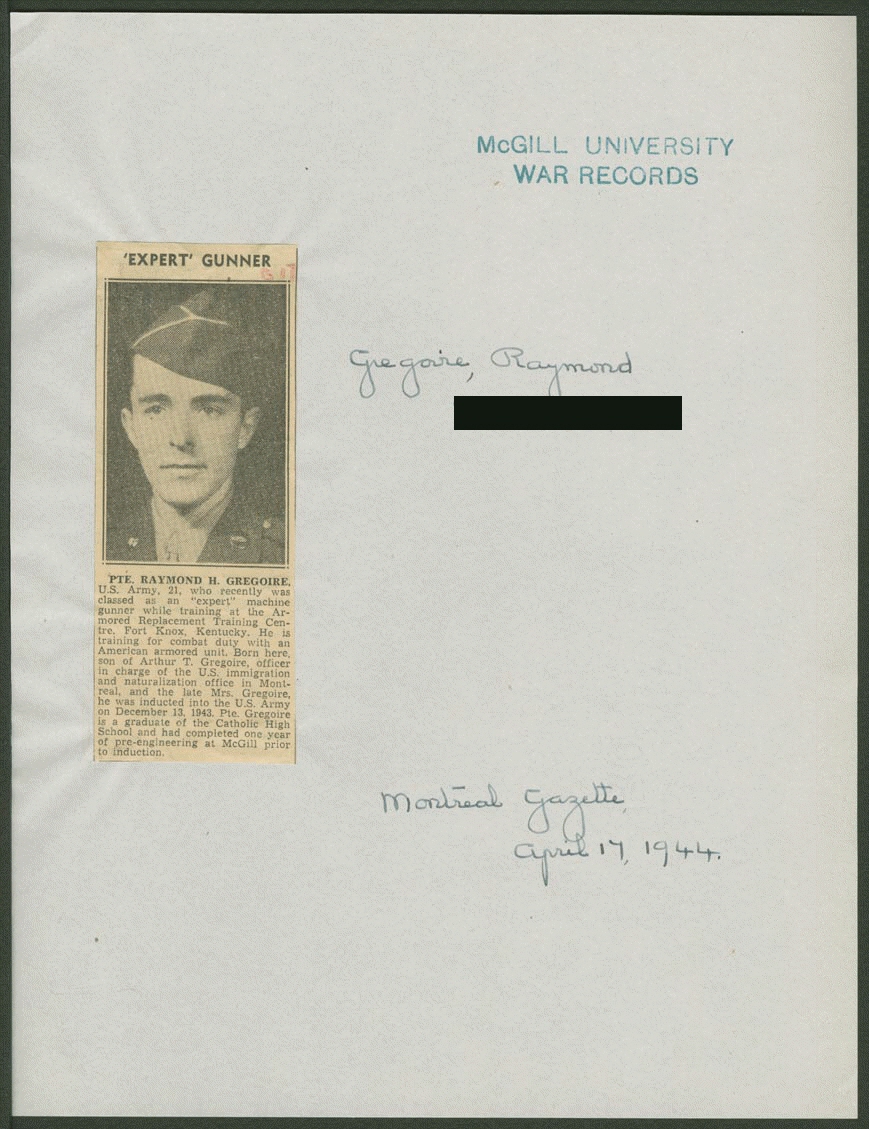 McGILL UNIVERSITY
WAR RECORDS
'EXPERT' GUNNER
G 17
Gregoire, Raymond
PTE. RAYMOND H. GREGOIRE,
U.S. Army, 21, who recently was
classed as an "expert" machine
gunner while training at the Ar-
mored Replacement Training Cen-
tre, Fort Knox, Kentucky. He is
training for combat duty with an
American armored unit. Born here,
son of Arthur T. Gregoire, officer
in charge of the U.S. immigration
and naturalization office in Mont-
real, and the late Mrs. Gregoire,
he was inducted into the U.S. Army
on December 13, 1943. Pte. Gregoire
is a graduate of the Catholic High
School and had completed one year
of pre-engineering at McGill prior
to induction.
Montreal Gazette,
April 17, 1944.